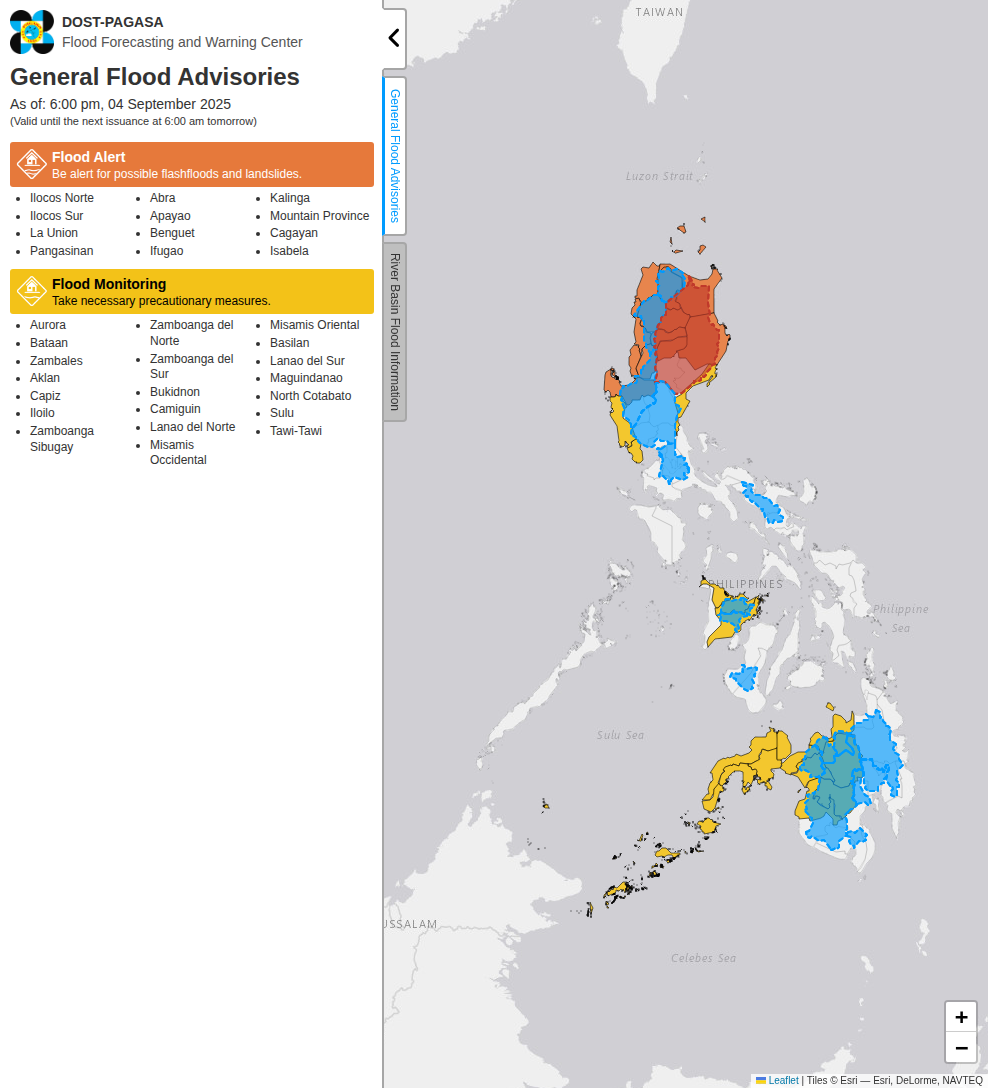 DOST-PAGASA
Flood Forecasting and Warning Center
General Flood Advisories
As of: 6:00 pm, 04 September 2025
(Valid until the next issuance at 6:00 am tomorrow)
Flood Alert
Be alert for possible flashfloods and landslides.
Ilocos Norte
Ilocos Sur
La Union
Pangasinan
Abra
Apayao
Benguet
Ifugao
Kalinga
Mountain Province
Cagayan
Isabela
Flood Monitoring
Take necessary precautionary measures.
Aurora
Bataan
Zambales
Aklan
Capiz
Iloilo
Zamboanga
Sibugay
Zamboanga del
Norte
Zamboanga del
Sur
Bukidnon
Camiguin
Lanao del Norte
Misamis
Occidental
Misamis Oriental
Basilan
Lanao del Sur
Maguindanao
North Cotabato
Sulu
Tawi-Tawi
General Flood Advisories
River Basin Flood Information
TAIWAN
Luzon Strait
PHILIPPINES
Philippine
Sea
Sulu Sea
USSALAM
Celebes Sea
+
−
Leaflet | Tiles © Esri — Esri, DeLorme, NAVTEQ